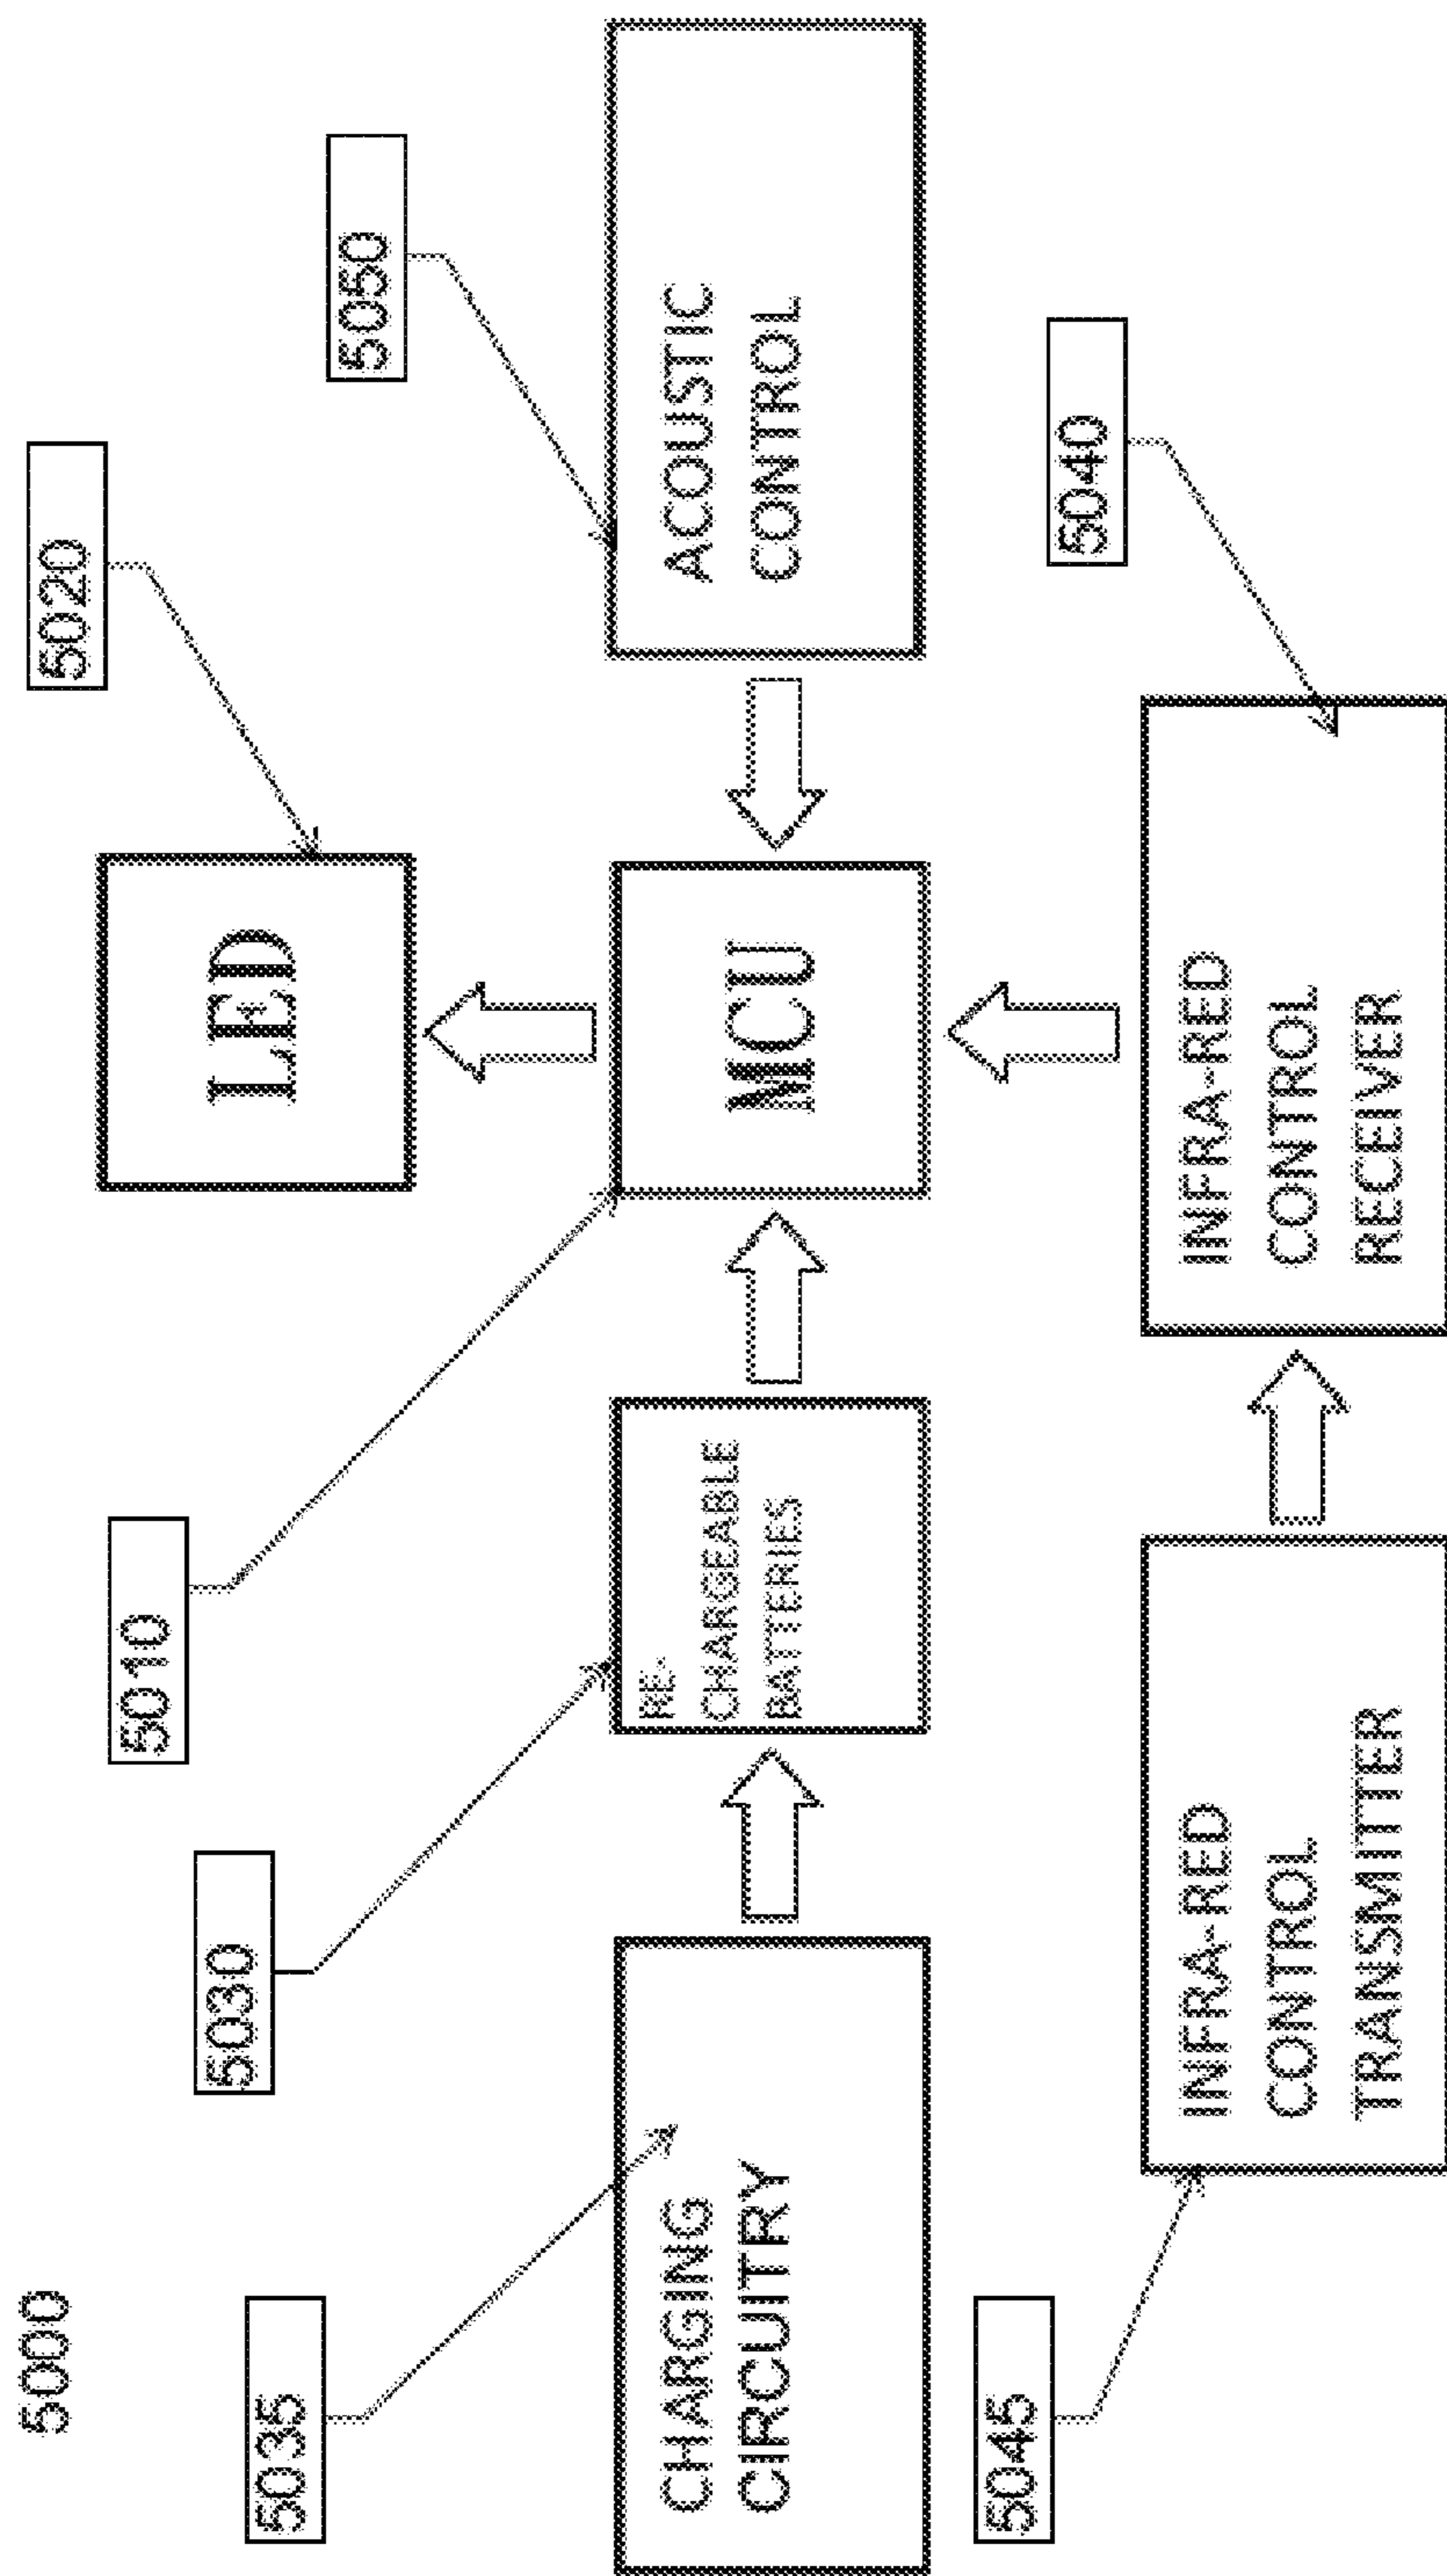 5000
5020
5010
5030
5035
LED
5050
CHARGING
CIRCUITRY
RE-
CHARGEABLE
BATTERIES
MCU
ACOUSTIC
CONTROL
5045
5040
INFRA-RED
CONTROL
TRANSMITTER
INFRA-RED
CONTROL
RECEIVER